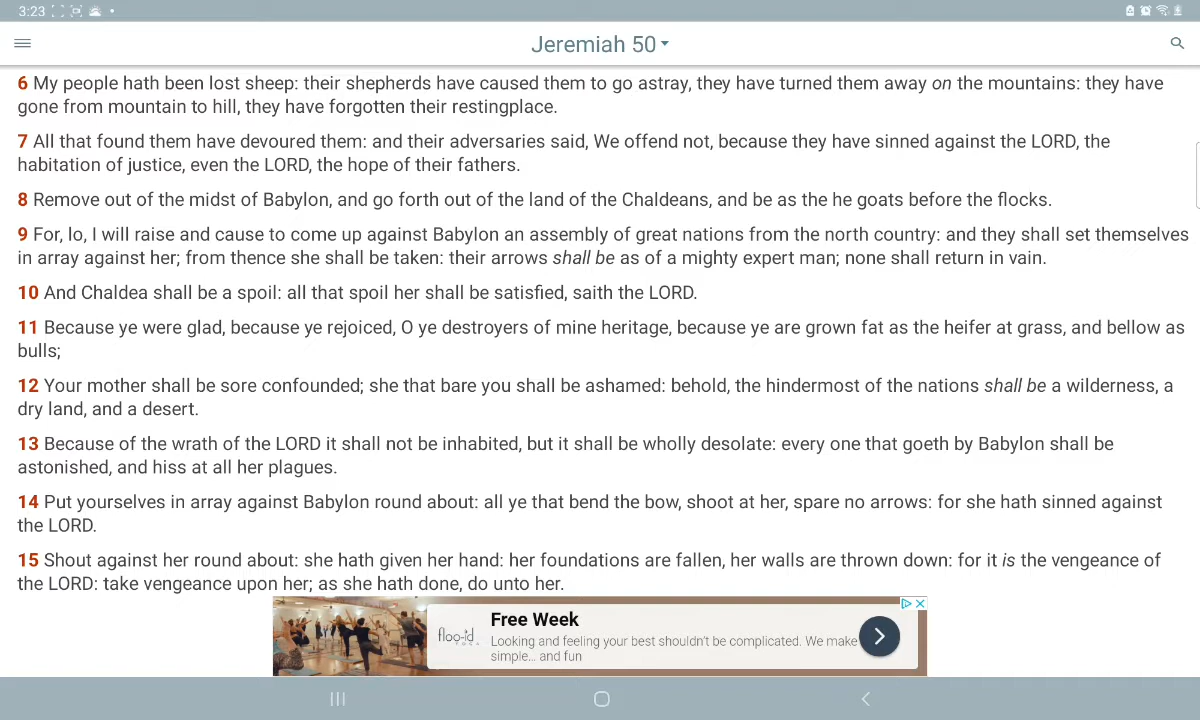 3:23
Jeremiah 50
6 My people hath been lost sheep: their shepherds have caused them to go astray, they have turned them away on the mountains: they have
gone from mountain to hill, they have forgotten their restingplace.
7 All that found them have devoured them: and their adversaries said, We offend not, because they have sinned against the LORD, the
habitation of justice, even the LORD, the hope of their fathers.
8 Remove out of the midst of Babylon, and go forth out of the land of the Chaldeans, and be as the he goats before the flocks.
9 For, lo, I will raise and cause to come up against Babylon an assembly of great nations from the north country: and they shall set themselves
in array against her; from thence she shall be taken: their arrows shall be as of a mighty expert man; none shall return in vain.
10 And Chaldea shall be a spoil: all that spoil her shall be satisfied, saith the LORD.
11 Because ye were glad, because ye rejoiced, O ye destroyers of mine heritage, because ye are grown fat as the heifer at grass, and bellow as
bulls;
12 Your mother shall be sore confounded; she that bare you shall be ashamed: behold, the hindermost of the nations shall be a wilderness, a
dry land, and a desert.
13 Because of the wrath of the LORD it shall not be inhabited, but it shall be wholly desolate: every one that goeth by Babylon shall be
astonished, and hiss at all her plagues.
14 Put yourselves in array against Babylon round about: all ye that bend the bow, shoot at her, spare no arrows: for she hath sinned against
the LORD.
15 Shout against her round about: she hath given her hand: her foundations are fallen, her walls are thrown down: for it is the vengeance of
the LORD: take vengeance upon her; as she hath done, do unto her.
Free Week
Looking and feeling your best shouldn't be complicated. We make
simple... and fun